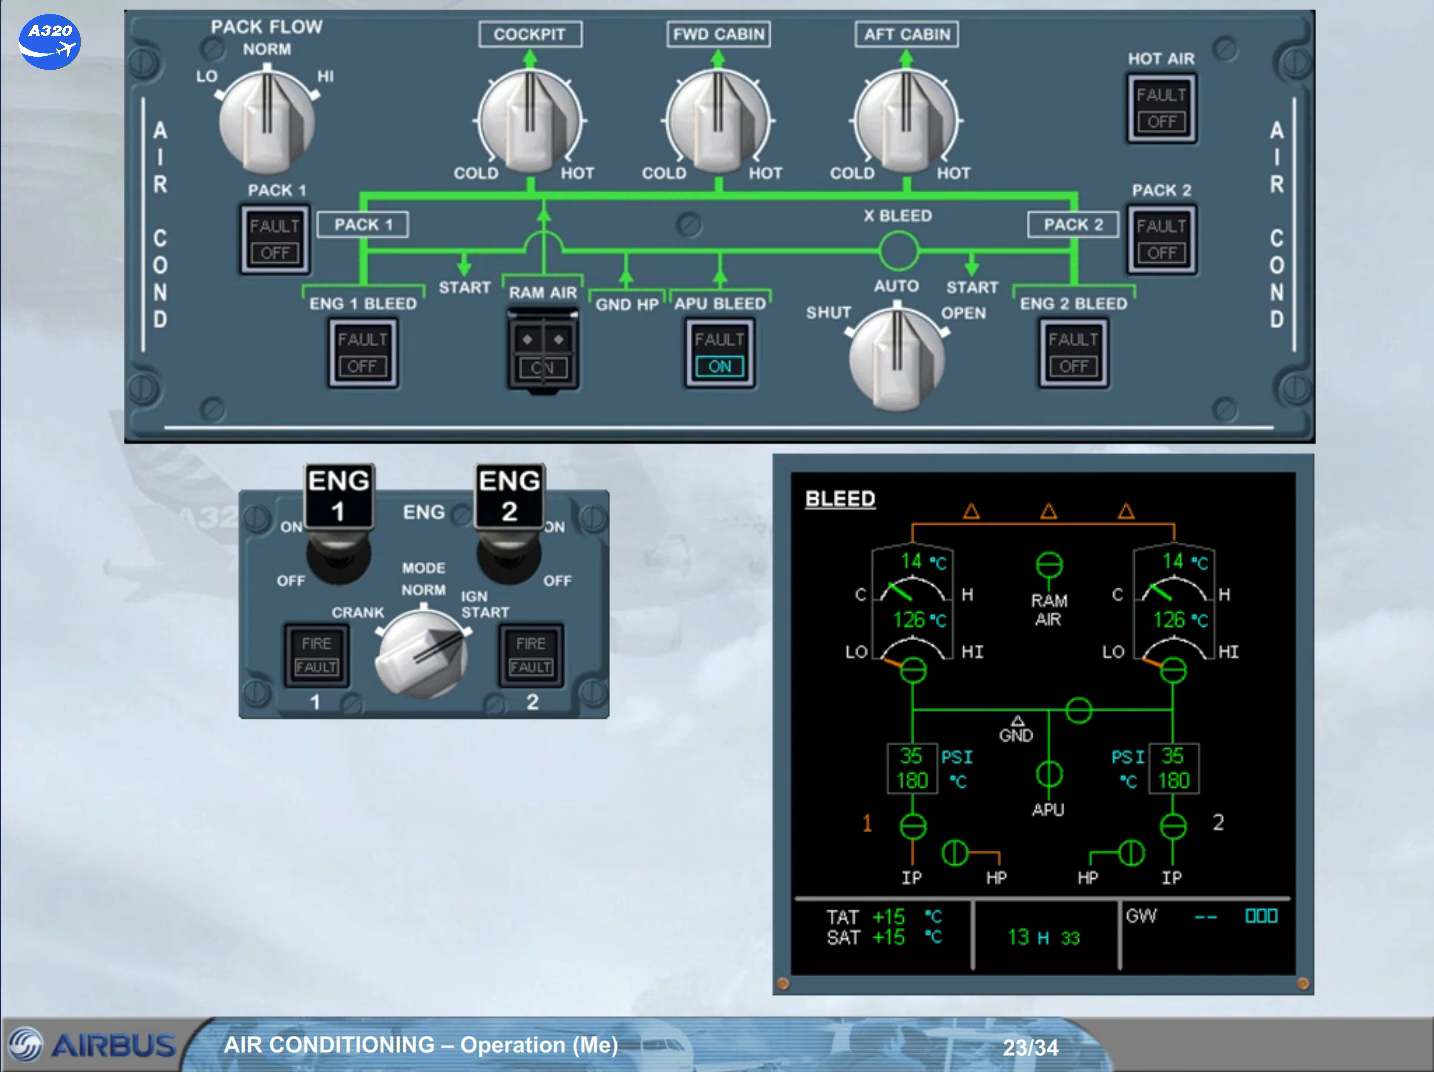 A320
PACK FLOW
NORM
LO
HI
COCKPIT
FWD CABIN
AFT CABIN
HOT AIR
FAULT
OFF
COLD
HOT
COLD
HOT
COLD
HOT
AIR COND
AIR COND
PACK 1
FAULT
OFF
PACK 1
X BLEED
PACK 2
PACK 2
FAULT
OFF
START
RAM AIR
GND HP
APU BLEED
AUTO
START
ENG 1 BLEED
ENG 2 BLEED
SHUT
OPEN
FAULT
OFF
ON
FAULT
ON
FAULT
OFF
ENG
1
ENG
ENG
2
ON
ON
OFF
OFF
MODE
NORM
CRANK
IGN
START
FIRE
FAULT
FIRE
FAULT
1
2
BLEED
14 °C
14 °C
C
H
RAM
AIR
C
H
126 °C
126 °C
LO
HI
LO
HI
GND
35 PSI
PSI 35
180 °C
°C 180
APU
1
2
IP
HP
HP
IP
TAT +15 °C
SAT +15 °C
13 H 33
GW --
AIRBUS
AIR CONDITIONING – Operation (Me)
23/34